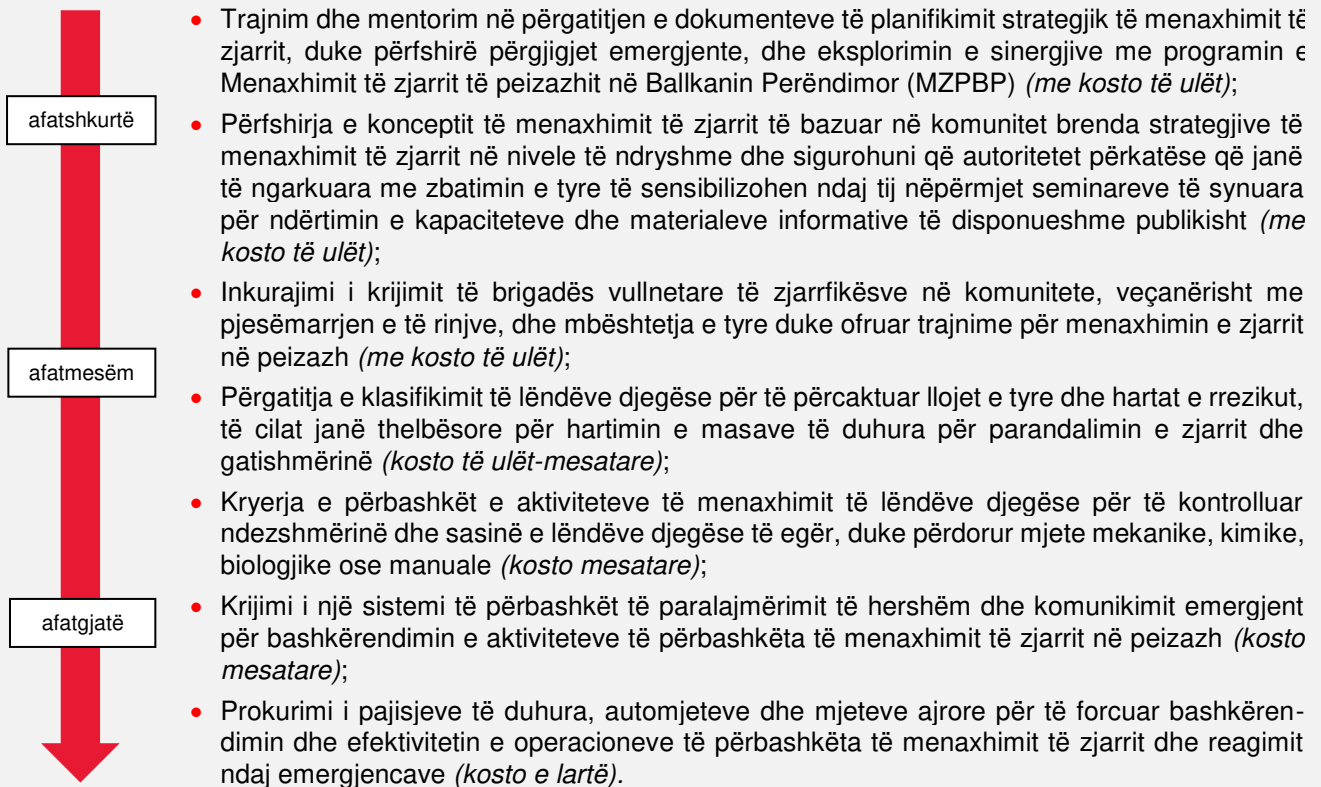 • Trajnim dhe mentorim në përgatitjen e dokumenteve të planifikimit strategjik të menaxhimit të
zjarrit, duke përfshirë përgjigjet emergjente, dhe eksplorimin e sinergjive me programin e
Menaxhimit të zjarrit të peizazhit në Ballkanin Perëndimor (MZPBP) (me kosto të ulët);
afatshkurtë
• Përfshirja e konceptit të menaxhimit të zjarrit të bazuar në komunitet brenda strategjive të
menaxhimit të zjarrit në nivele të ndryshme dhe sigurohuni që autoritetet përkatëse që janë
të ngarkuara me zbatimin e tyre të sensibilizohen ndaj tij nëpërmjet seminareve të synuara
për ndërtimin e kapaciteteve dhe materialeve informative të disponueshme publikisht (me
kosto të ulët);
• Inkurajimi i krijimit të brigadës vullnetare të zjarrfikësve në komunitete, veçanërisht me
pjesëmarrjen e të rinjve, dhe mbështetja e tyre duke ofruar trajnime për menaxhimin e zjarrit
në peizazh (me kosto të ulët);
afatmesëm
• Përgatitja e klasifikimit të lëndëve djegëse për të përcaktuar llojet e tyre dhe hartat e rrezikut,
të cilat janë thelbësore për hartimin e masave të duhura për parandalimin e zjarrit dhe
gatishmërinë (kosto të ulët-mesatare);
• Kryerja e përbashkët e aktiviteteve të menaxhimit të lëndëve djegëse për të kontrolluar
ndezshmërinë dhe sasinë e lëndëve djegëse të egër, duke përdorur mjete mekanike, kimike,
biologjike ose manuale (kosto mesatare);
afatgjatë
• Krijimi i një sistemi të përbashkët të paralajmërimit të hershëm dhe komunikimit emergjent
për bashkërendimin e aktiviteteve të përbashkëta të menaxhimit të zjarrit në peizazh (kosto
mesatare);
• Prokurimi i pajisjeve të duhura, automjeteve dhe mjeteve ajrore për të forcuar bashkëren-
dimin dhe efektivitetin e operacioneve të përbashkëta të menaxhimit të zjarrit dhe reagimit
ndaj emergjencave (kosto e lartë).